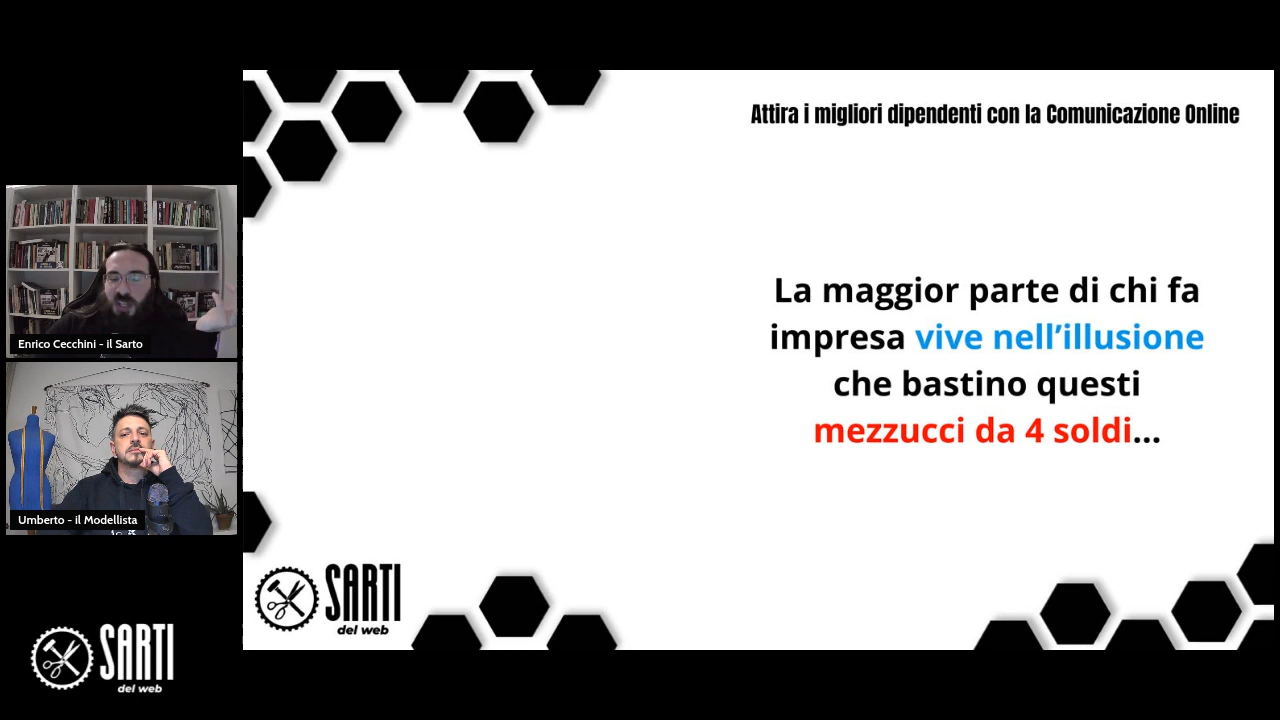 Attira i migliori dipendenti con la Comunicazione Online
La maggior parte di chi fa
impresa vive nell’illusione
che bastino questi
mezzucci da 4 soldi...
Enrico Cecchini - il Sarto
Umberto - il Modellista
SARTI
del web
SARTI
del web